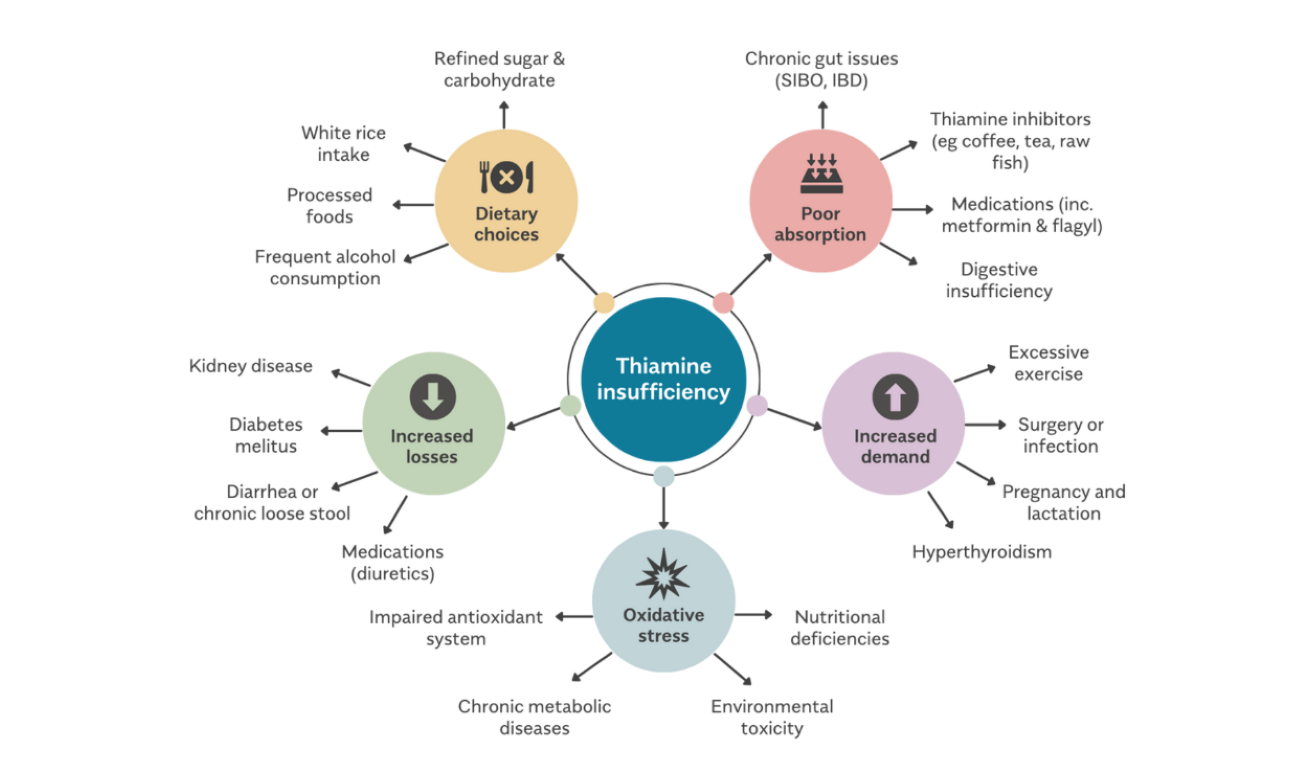 Refined sugar &
carbohydrate
White rice
intake
Processed
foods
Frequent alcohol
consumption
Dietary
choices
Chronic gut issues
(SIBO, IBD)
Thiamine inhibitors
(eg coffee, tea, raw
fish)
Medications (inc.
metformin & flagyl)
Digestive
insufficiency
Poor
absorption
Thiamine
insufficiency
Kidney disease
Diabetes
melitus
Diarrhea or
chronic loose stool
Medications
(diuretics)
Increased
losses
Excessive
exercise
Surgery or
infection
Pregnancy and
lactation
Hyperthyroidism
Increased
demand
Oxidative
stress
Impaired antioxidant
system
Chronic metabolic
diseases
Environmental
toxicity
Nutritional
deficiencies